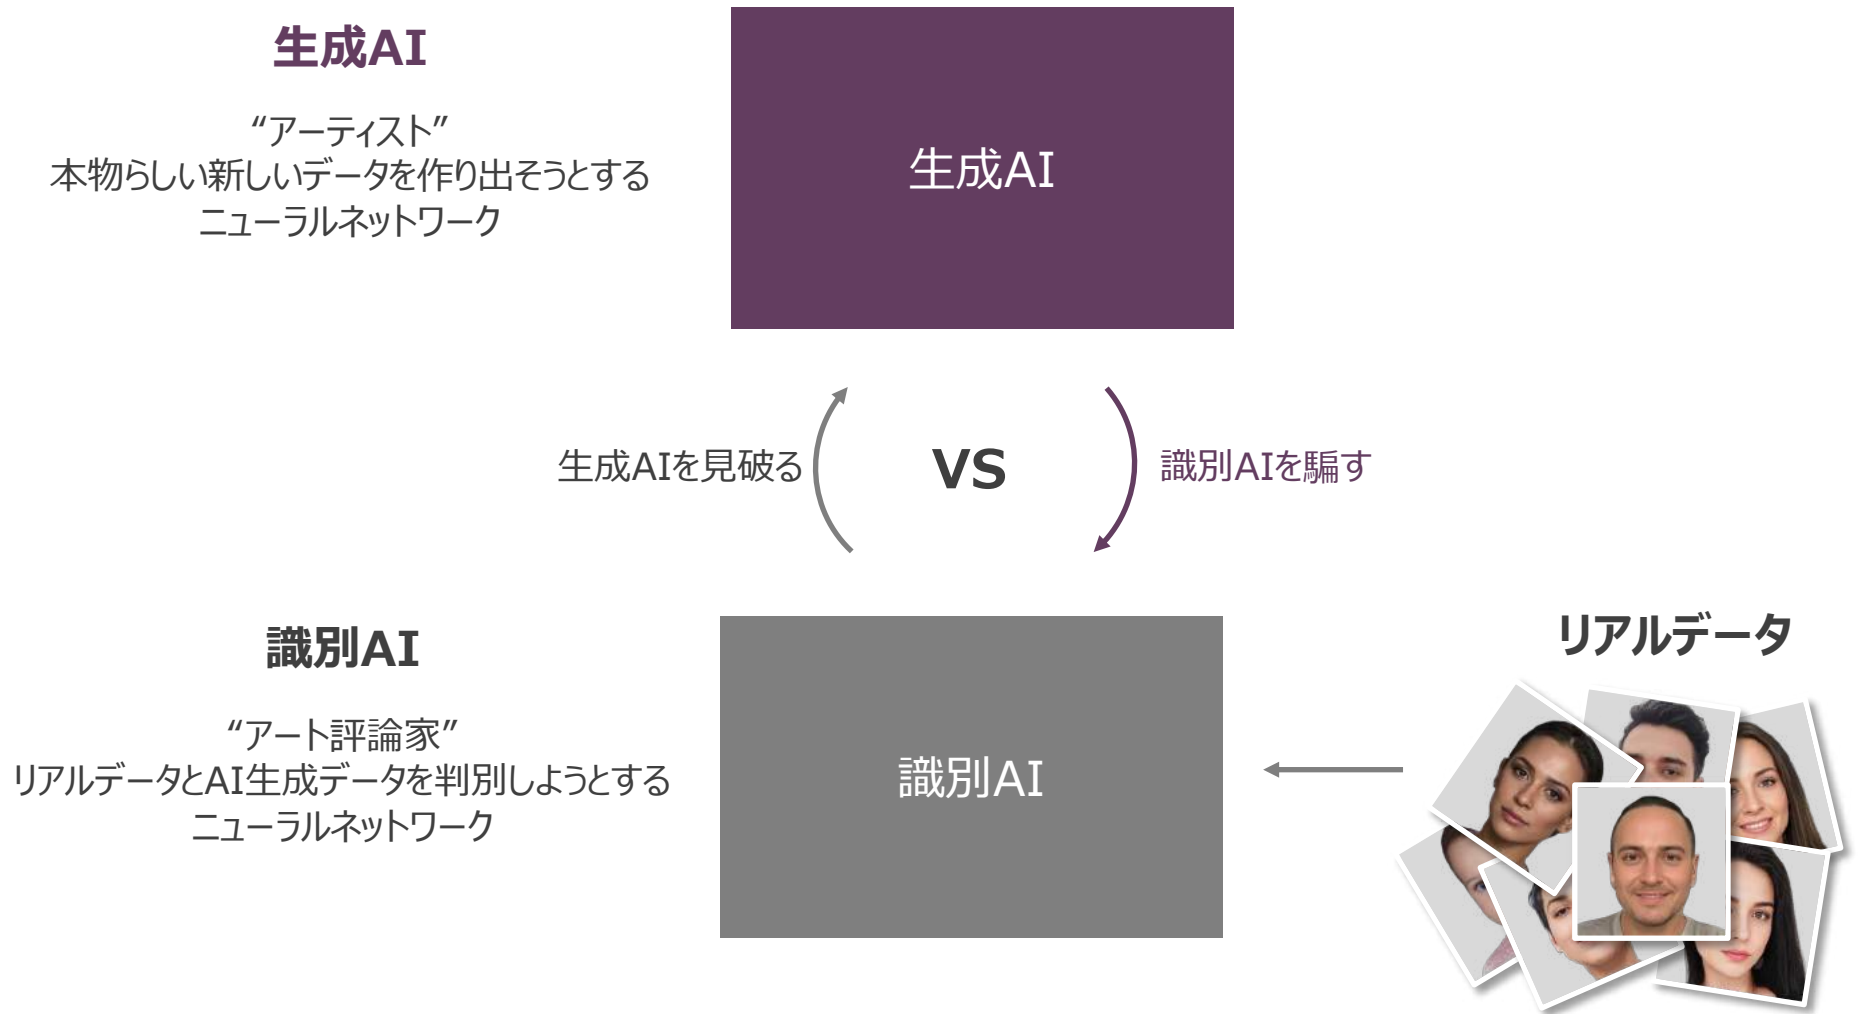 生成AI
“アーティスト”
本物らしい新しいデータを作り出そうとする
ニューラルネットワーク
生成AI
生成AIを見破る
VS
識別AIを騙す
識別AI
“アート評論家”
リアルデータとAI生成データを判別しようとする
ニューラルネットワーク
識別AI
リアルデータ